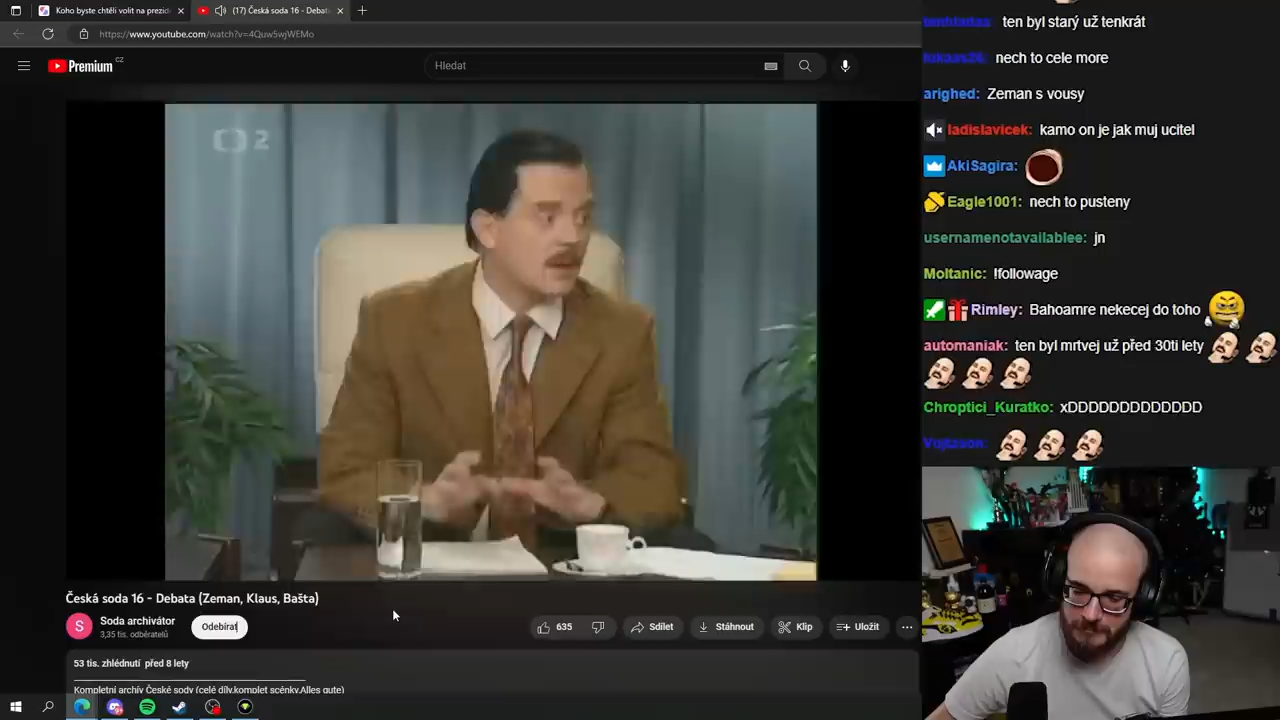 Koho byste chtěli volit na prezid
(17) Česká soda 16 - Debat
https://www.youtube.com/watch?v=4Quw5wjWEMo
Premium CZ
Hledat
2
Česká soda 16 - Debata (Zeman, Klaus, Bašta)
S
Soda archivátor
3,35 tis. odběratelů
Odebírat
635
Sdílet
Stáhnout
Klip
Uložit
53 tis. zhlédnutí před 8 lety
Kompletní archív České sody (celé díly,komplet scénky,Alles gute)
ten byl starý už tenkrát
nech to cele more
arighed: Zeman s vousy
ladislavicek: kamo on je jak muj ucitel
AkiSagira:
Eagle1001: nech to pusteny
usernamenotavailablee: jn
Moltanic: !followage
Rimley: Bahoamre nekecej do toho
automaniak: ten byl mrtvej už před 30ti lety
Chroptici_Kuratko: xDDDDDDDDDDDDD
Vojtason: